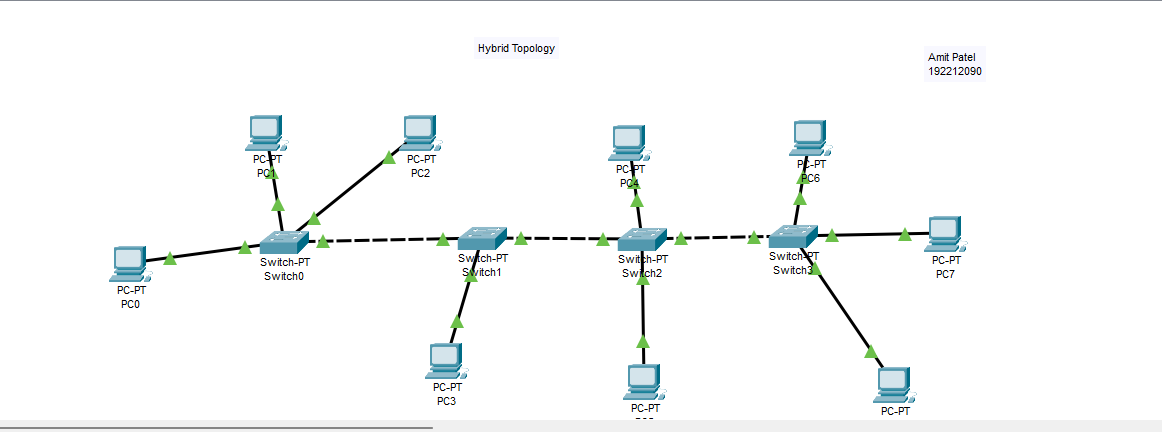 Hybrid Topology
Amit Patel
192212090
PC-PT
PC1
PC-PT
PC2
PC-PT
PC4
PC-PT
PC6
Switch-PT
Switch0
Switch-PT
Switch1
Switch-PT
Switch2
Switch-PT
Switch3
PC-PT
PC7
PC-PT
PC0
PC-PT
PC3
PC-PT
PC-PT